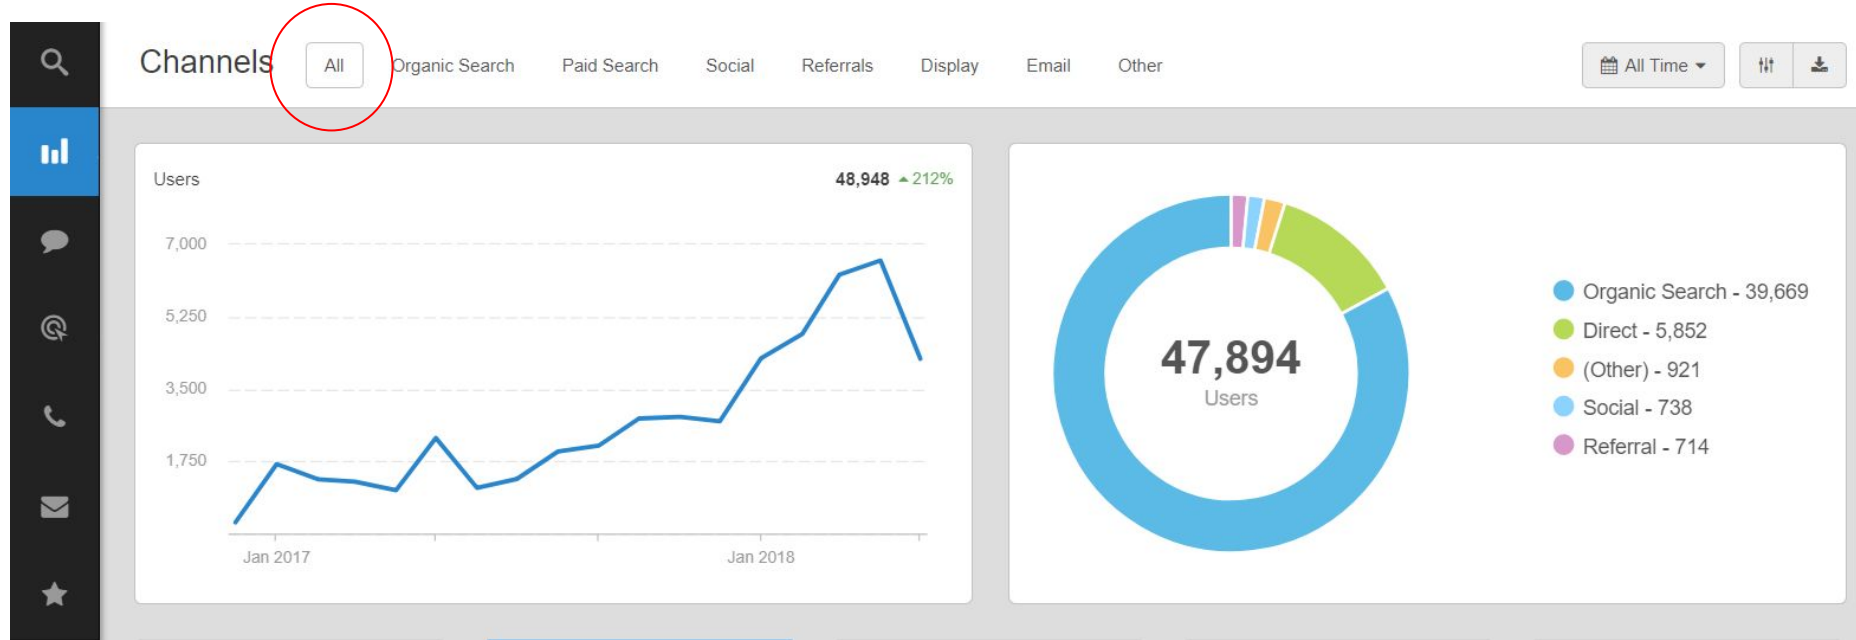 Channels All Organic Search Paid Search Social Referrals Display Email Other All Time
Users 48,948 212%
7,000
5,250
3,500
1,750
Jan 2017 Jan 2018
47,894
Users
Organic Search - 39,669
Direct - 5,852
(Other) - 921
Social - 738
Referral - 714